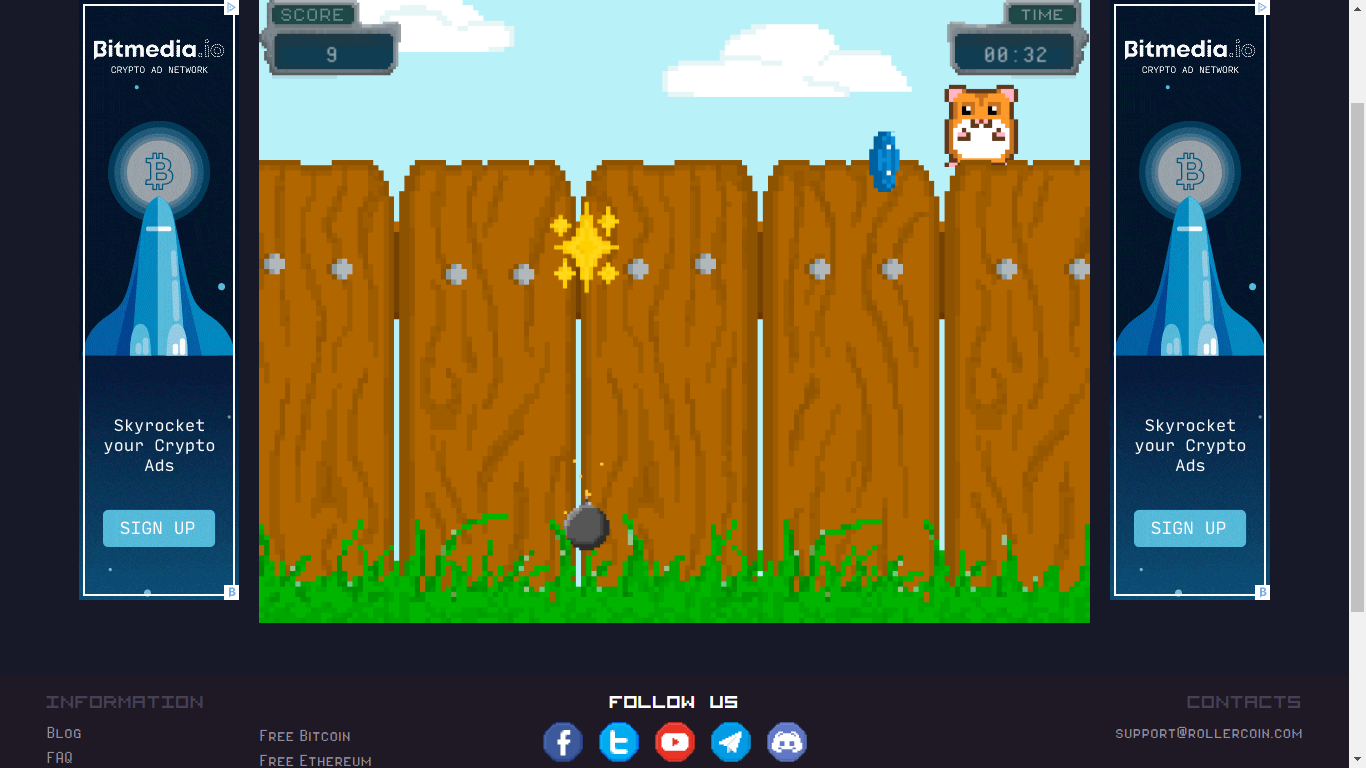 Bitmedia.io
CRYPTO AD NETWORK
Skyrocket
your Crypto
Ads
SIGN UP
SCORE
9
TIME
00:32
Bitmedia.io
CRYPTO AD NETWORK
Skyrocket
your Crypto
Ads
SIGN UP
INFORMATION
Blog
FAQ
Free Bitcoin
Free Ethereum
FOLLOW US
CONTACTS
support@rollercoin.com